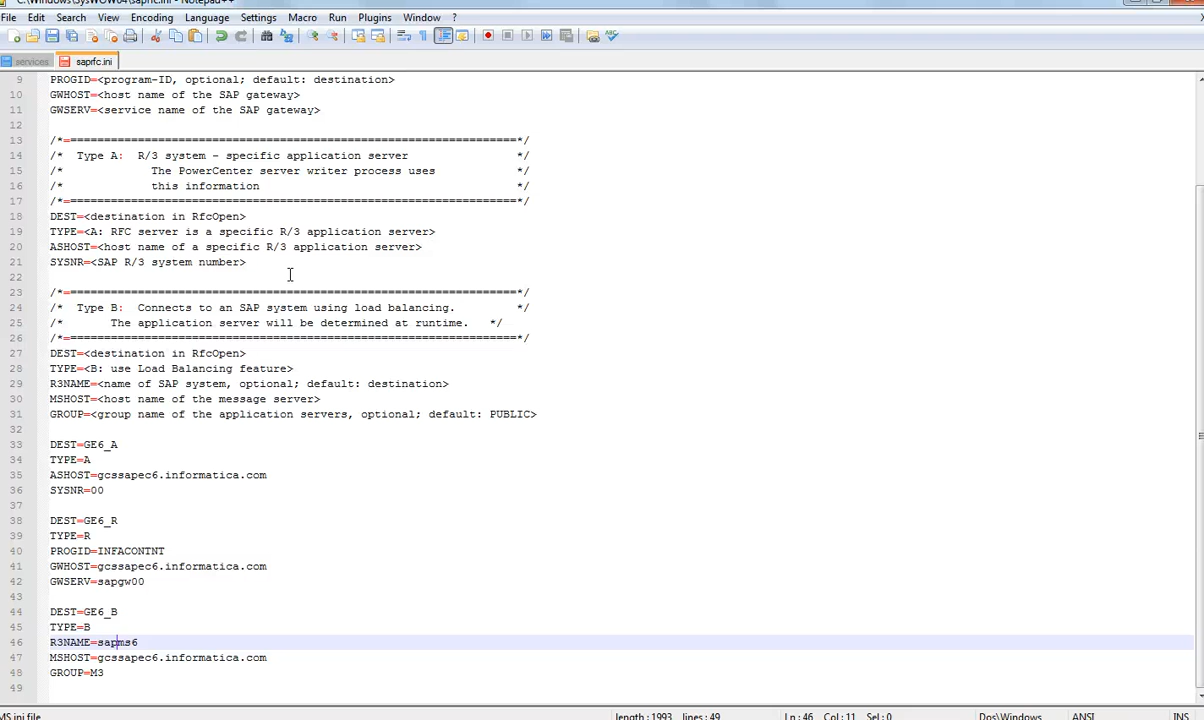 C:\Windows\SysWOW64\saprfc.ini - Notepad++
File Edit Search View Encoding Language Settings Macro Run Plugins Window ?
services saprfc.ini
9 PROGID=<program-ID, optional; default: destination>
10 GWHOST=<host name of the SAP gateway>
11 GWSERV=<service name of the SAP gateway>
12
13 /*===================================================================*/
14 /* Type A: R/3 system - specific application server */
15 /* The PowerCenter server writer process uses */
16 /* this information */
17 /*===================================================================*/
18 DEST=<destination in RfcOpen>
19 TYPE=<A: RFC server is a specific R/3 application server>
20 ASHOST=<host name of a specific R/3 application server>
21 SYSNR=<SAP R/3 system number>
22
23 /*===================================================================*/
24 /* Type B: Connects to an SAP system using load balancing. */
25 /* The application server will be determined at runtime. */
26 /*===================================================================*/
27 DEST=<destination in RfcOpen>
28 TYPE=<B: use Load Balancing feature>
29 R3NAME=<name of SAP system, optional; default: destination>
30 MSHOST=<host name of the message server>
31 GROUP=<group name of the application servers, optional; default: PUBLIC>
32
33 DEST=GE6_A
34 TYPE=A
35 ASHOST=gcssapec6.informatica.com
36 SYSNR=00
37
38 DEST=GE6_R
39 TYPE=R
40 PROGID=INFACONTNT
41 GWHOST=gcssapec6.informatica.com
42 GWSERV=sapgw00
43
44 DEST=GE6_B
45 TYPE=B
46 R3NAME=sapms6
47 MSHOST=gcssapec6.informatica.com
48 GROUP=M3
49
MS ini file length : 1993 lines : 49 Ln : 46 Col : 11 Sel : 0 Dos\Windows ANSI INS